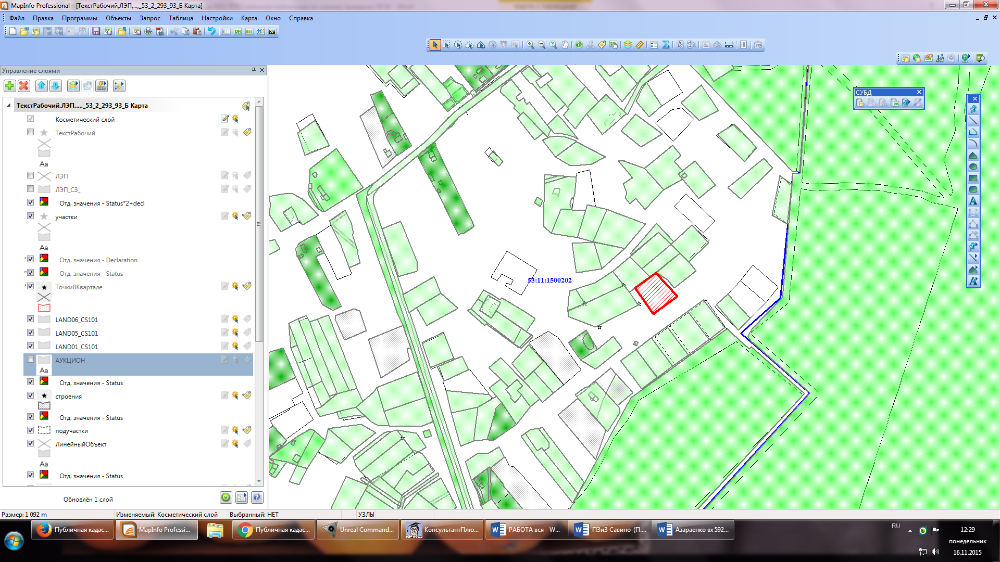 MapInfo Professional - [ТекстРабочий,ЛЭП,...,_53_2_293_93_Б Карта]
Файл Правка Программы Объекты Запрос Таблица Настройки Карта Окно Справка
Управление слоями
ТекстРабочий,ЛЭП,...,_53_2_293_93_Б Карта
Косметический слой
ТекстРабочий
Aa
ЛЭП
ЛЭП_СЗ_
Отд. значения - Status*2+decl
участки
Aa
Отд. значения - Declaration
Отд. значения - Status
ТочкиВКвартале
LAND06_CS101
LAND05_CS101
LAND01_CS101
АУКЦИОН
Aa
Отд. значения - Status
строения
Отд. значения - Status
подучастки
ЛинейныйОбъект
Aa
Отд. значения - Status
Обновлён 1 слой
СУБД
53:11:1500202
Размер: 1 092 m Изменяемый: Косметический слой Выбранный: НЕТ УЗЛЫ
Публичная кадас... MapInfo Professi... Публичная кадас... Unreal Command... КонсультантПлю... РАБОТА вся - W... ПЗиЗ Савино-(П.... Азараенко вх 592...
RU
12:29
понедельник
16.11.2015